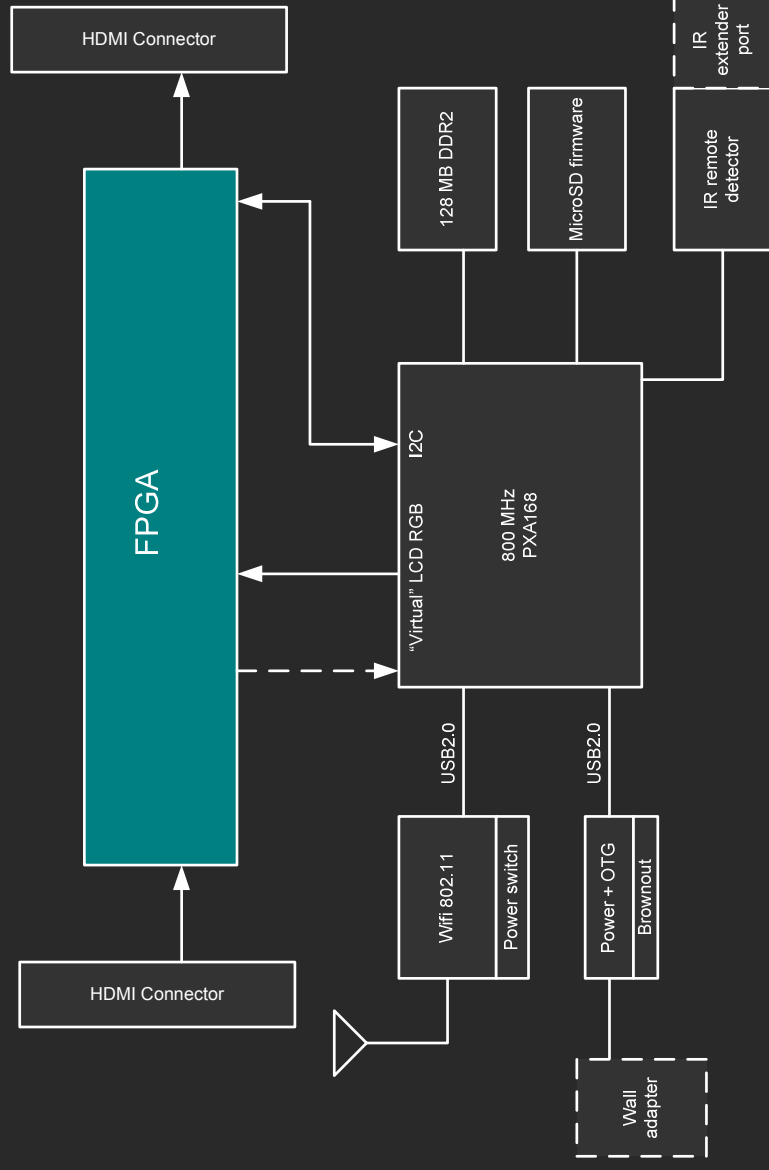 HDMI Connector
IR
extender
port
128 MB DDR2
MicroSD firmware
IR remote
detector
FPGA
I2C
“Virtual” LCD RGB
800 MHz
PXA168
USB2.0
USB2.0
Wifi 802.11
Power switch
Power + OTG
Brownout
HDMI Connector
Wall
adapter